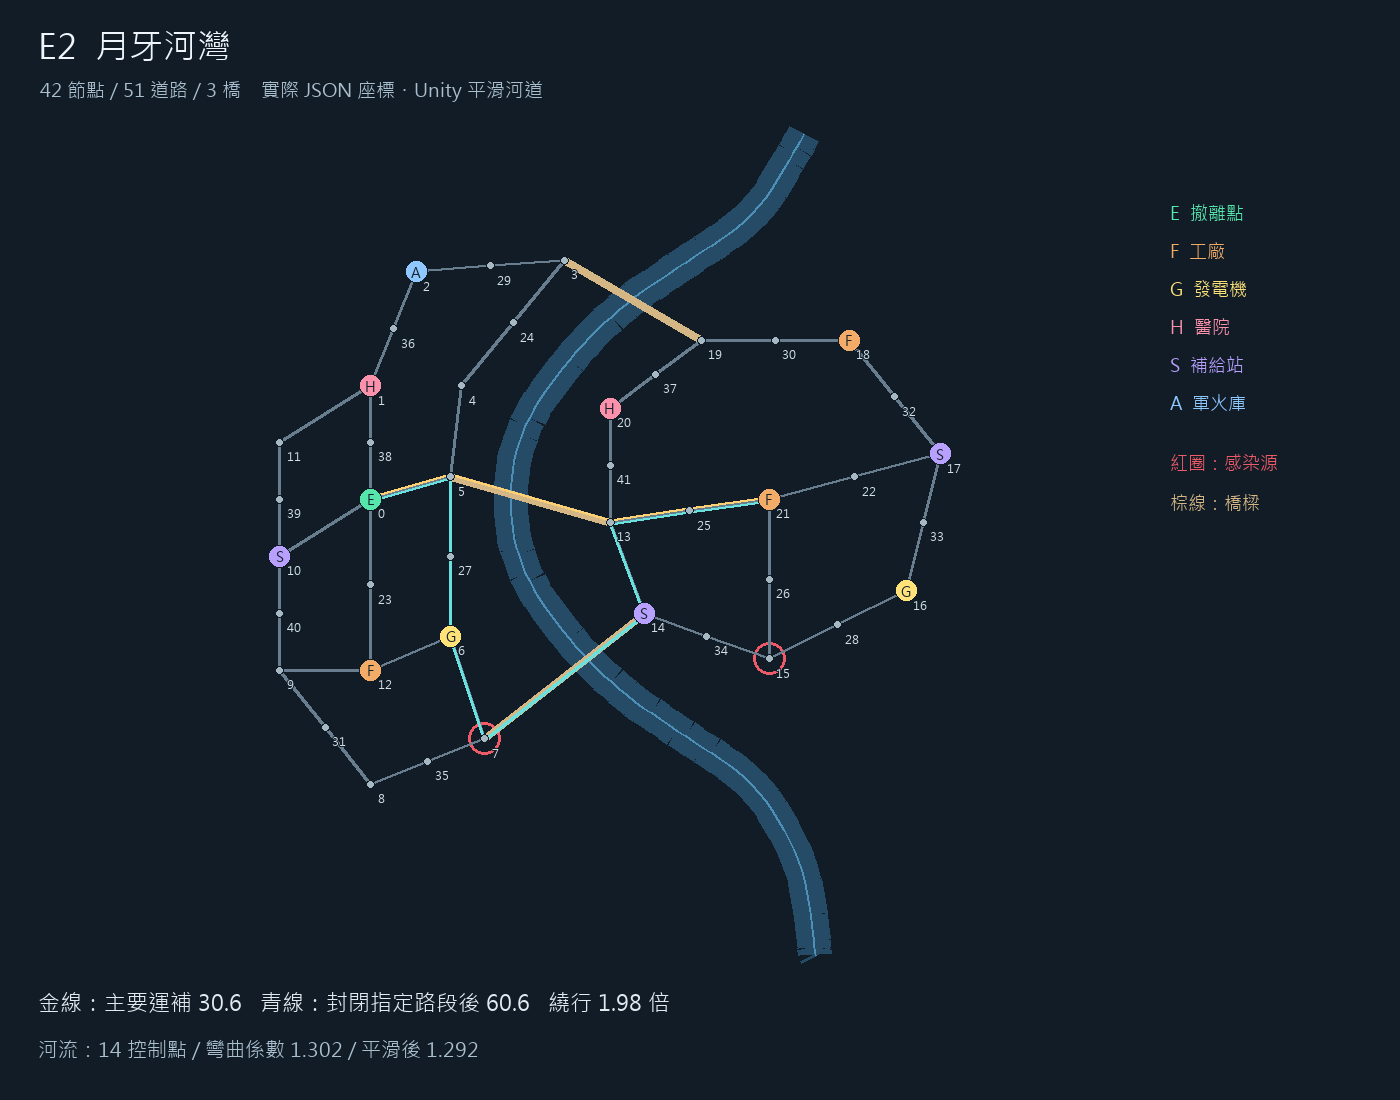 E2 月牙河灣
42 節點 / 51 道路 / 3 橋 實際 JSON 座標 · Unity 平滑河道
E 撤離點
F 工廠
G 發電機
H 醫院
S 補給站
A 軍火庫
紅圈：感染源
棕線：橋樑
A
2
29
3
36
24
19
30
F
18
H
1
4
37
32
H
20
11
38
S
17
5
41
22
39
E
0
F
21
13
25
S
10
27
33
23
26
G
16
40
S
14
G
6
34
28
9
F
12
15
31
7
35
8
金線：主要運補 30.6 青線：封閉指定路段後 60.6 繞行 1.98 倍
河流：14 控制點 / 彎曲係數 1.302 / 平滑後 1.292